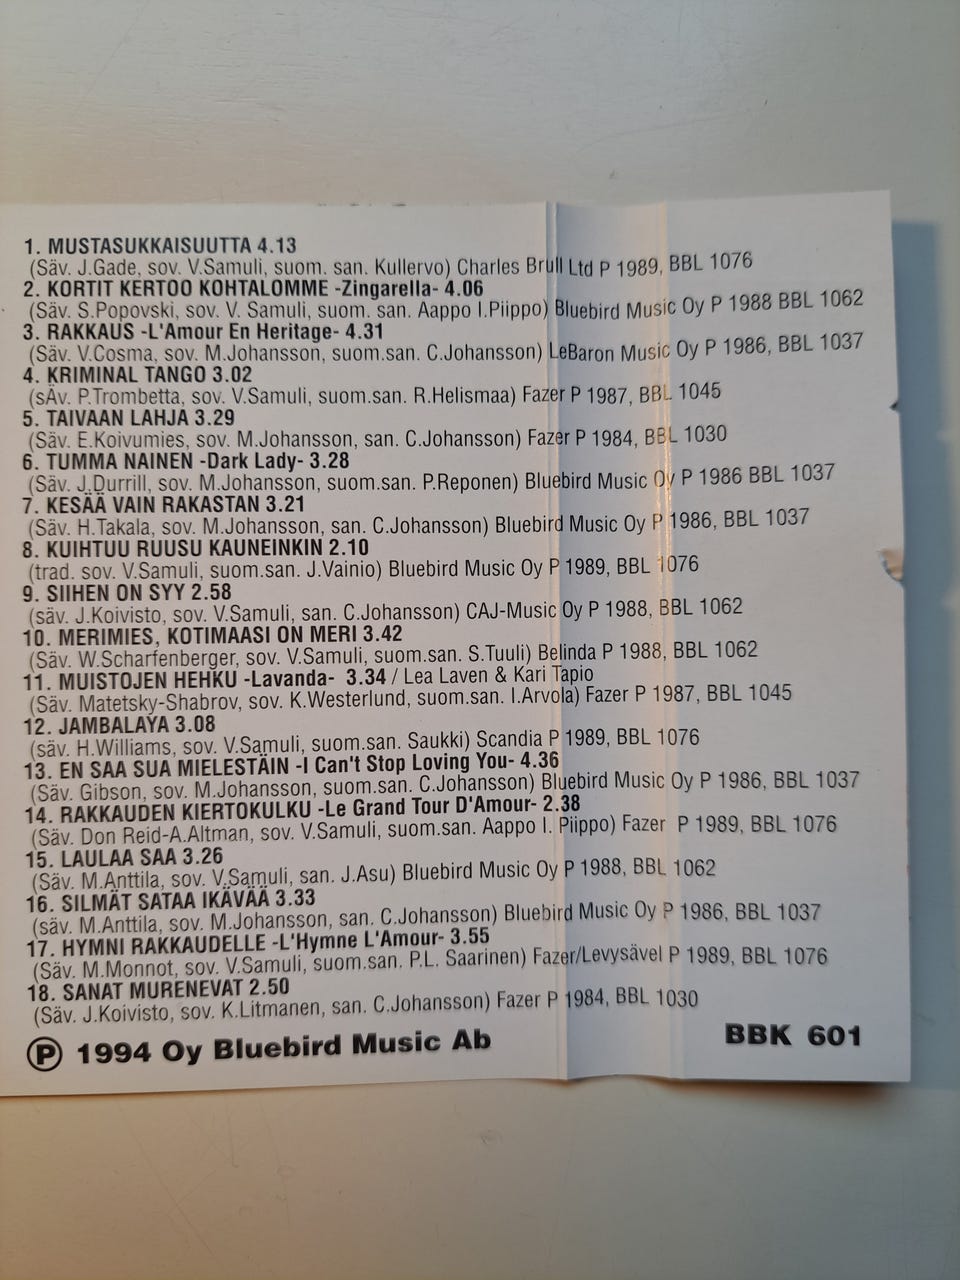 1. MUSTASUKKAISUUTTA 4.13
(Säv. J.Gade, sov. V.Samuli, suom. san. Kullervo) Charles Brull Ltd P 1989, BBL 1076
2. KORTIT KERTOO KOHTALOMME -Zingarella- 4.06
(Säv. S.Popovski, sov. V. Samuli, suom. san. Aappo I.Piippo) Bluebird Music Oy P 1988 BBL 1062
3. RAKKAUS -L'Amour En Heritage- 4.31
(Säv. V.Cosma, sov. M.Johansson, suom.san. C.Johansson) LeBaron Music Oy P 1986, BBL 1037
4. KRIMINAL TANGO 3.02
(sÄv. P.Trombetta, sov. V.Samuli, suom.san. R.Helismaa) Fazer P 1987, BBL 1045
5. TAIVAAN LAHJA 3.29
(Säv. E.Koivumies, sov. M.Johansson, san. C.Johansson) Fazer P 1984, BBL 1030
6. TUMMA NAINEN -Dark Lady- 3.28
(Säv. J.Durrill, sov. M.Johansson, suom.san. P.Reponen) Bluebird Music Oy P 1986 BBL 1037
7. KESÄÄ VAIN RAKASTAN 3.21
(Säv. H.Takala, sov. M.Johansson, san. C.Johansson) Bluebird Music Oy P 1986, BBL 1037
8. KUIHTUU RUUSU KAUNEINKIN 2.10
(trad. sov. V.Samuli, suom.san. J.Vainio) Bluebird Music Oy P 1989, BBL 1076
9. SIIHEN ON SYY 2.58
(säv. J.Koivisto, sov. V.Samuli, san. C.Johansson) CAJ-Music Oy P 1988, BBL 1062
10. MERIMIES, KOTIMAASI ON MERI 3.42
(Säv. W.Scharfenberger, sov. V.Samuli, suom.san. S.Tuuli) Belinda P 1988, BBL 1062
11. MUISTOJEN HEHKU -Lavanda- 3.34 / Lea Laven & Kari Tapio
(Säv. Matetsky-Shabrov, sov. K.Westerlund, suom.san. I.Arvola) Fazer P 1987, BBL 1045
12. JAMBALAYA 3.08
(säv. H.Williams, sov. V.Samuli, suom.san. Saukki) Scandia P 1989, BBL 1076
13. EN SAA SUA MIELESTÄIN -I Can't Stop Loving You- 4.36
(Säv. Gibson, sov. M.Johansson, suom.san. C.Johansson) Bluebird Music Oy P 1986, BBL 1037
14. RAKKAUDEN KIERTOKULKU -Le Grand Tour D'Amour- 2.38
(Säv. Don Reid-A.Altman, sov. V.Samuli, suom.san. Aappo I. Piippo) Fazer P 1989, BBL 1076
15. LAULAA SAA 3.26
(Säv. M.Anttila, sov. V.Samuli, san. J.Asu) Bluebird Music Oy P 1988, BBL 1062
16. SILMÄT SATAA IKÄVÄÄ 3.33
(säv. M.Anttila, sov. M.Johansson, san. C.Johansson) Bluebird Music Oy P 1986, BBL 1037
17. HYMNI RAKKAUDELLE -L'Hymne L'Amour- 3.55
(Säv. M.Monnot, sov. V.Samuli, suom.san. P.L. Saarinen) Fazer/Levysävel P 1989, BBL 1076
18. SANAT MURENEVAT 2.50
(Säv. J.Koivisto, sov. K.Litmanen, san. C.Johansson) Fazer P 1984, BBL 1030
℗ 1994 Oy Bluebird Music Ab BBK 601